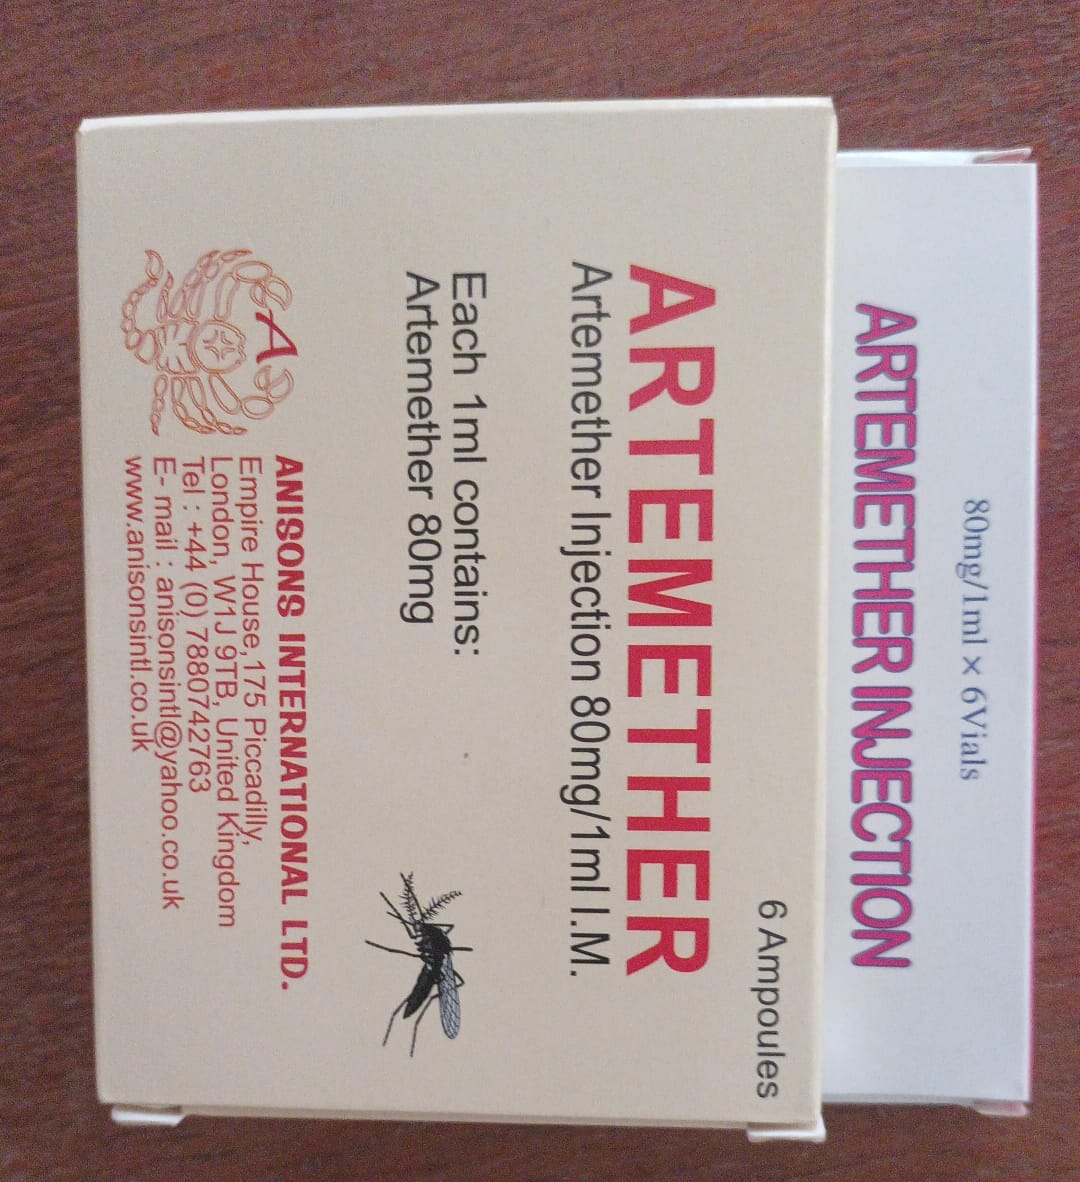 80mg/1ml × 6Vials
ARTEMETHER INJECTION
6 Ampoules
ARTEMETHER
Artemether Injection 80mg/1ml I.M.
Each 1ml contains:
Artemether 80mg
A
ANISONS INTERNATIONAL LTD.
Empire House,175 Piccadilly,
London, W1J 9TB, United Kingdom
Tel : +44 (0) 7880742763
E- mail : anisonsintl@yahoo.co.uk
www.anisonsintl.co.uk